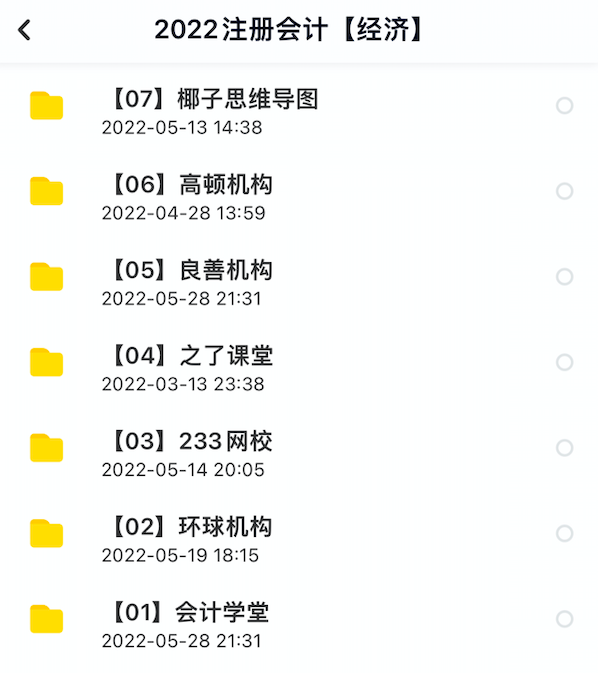 2022注册会计【经济】
【07】椰子思维导图
2022-05-13 14:38
【06】高顿机构
2022-04-28 13:59
【05】良善机构
2022-05-28 21:31
【04】之了课堂
2022-03-13 23:38
【03】233网校
2022-05-14 20:05
【02】环球机构
2022-05-19 18:15
【01】会计学堂
2022-05-28 21:31